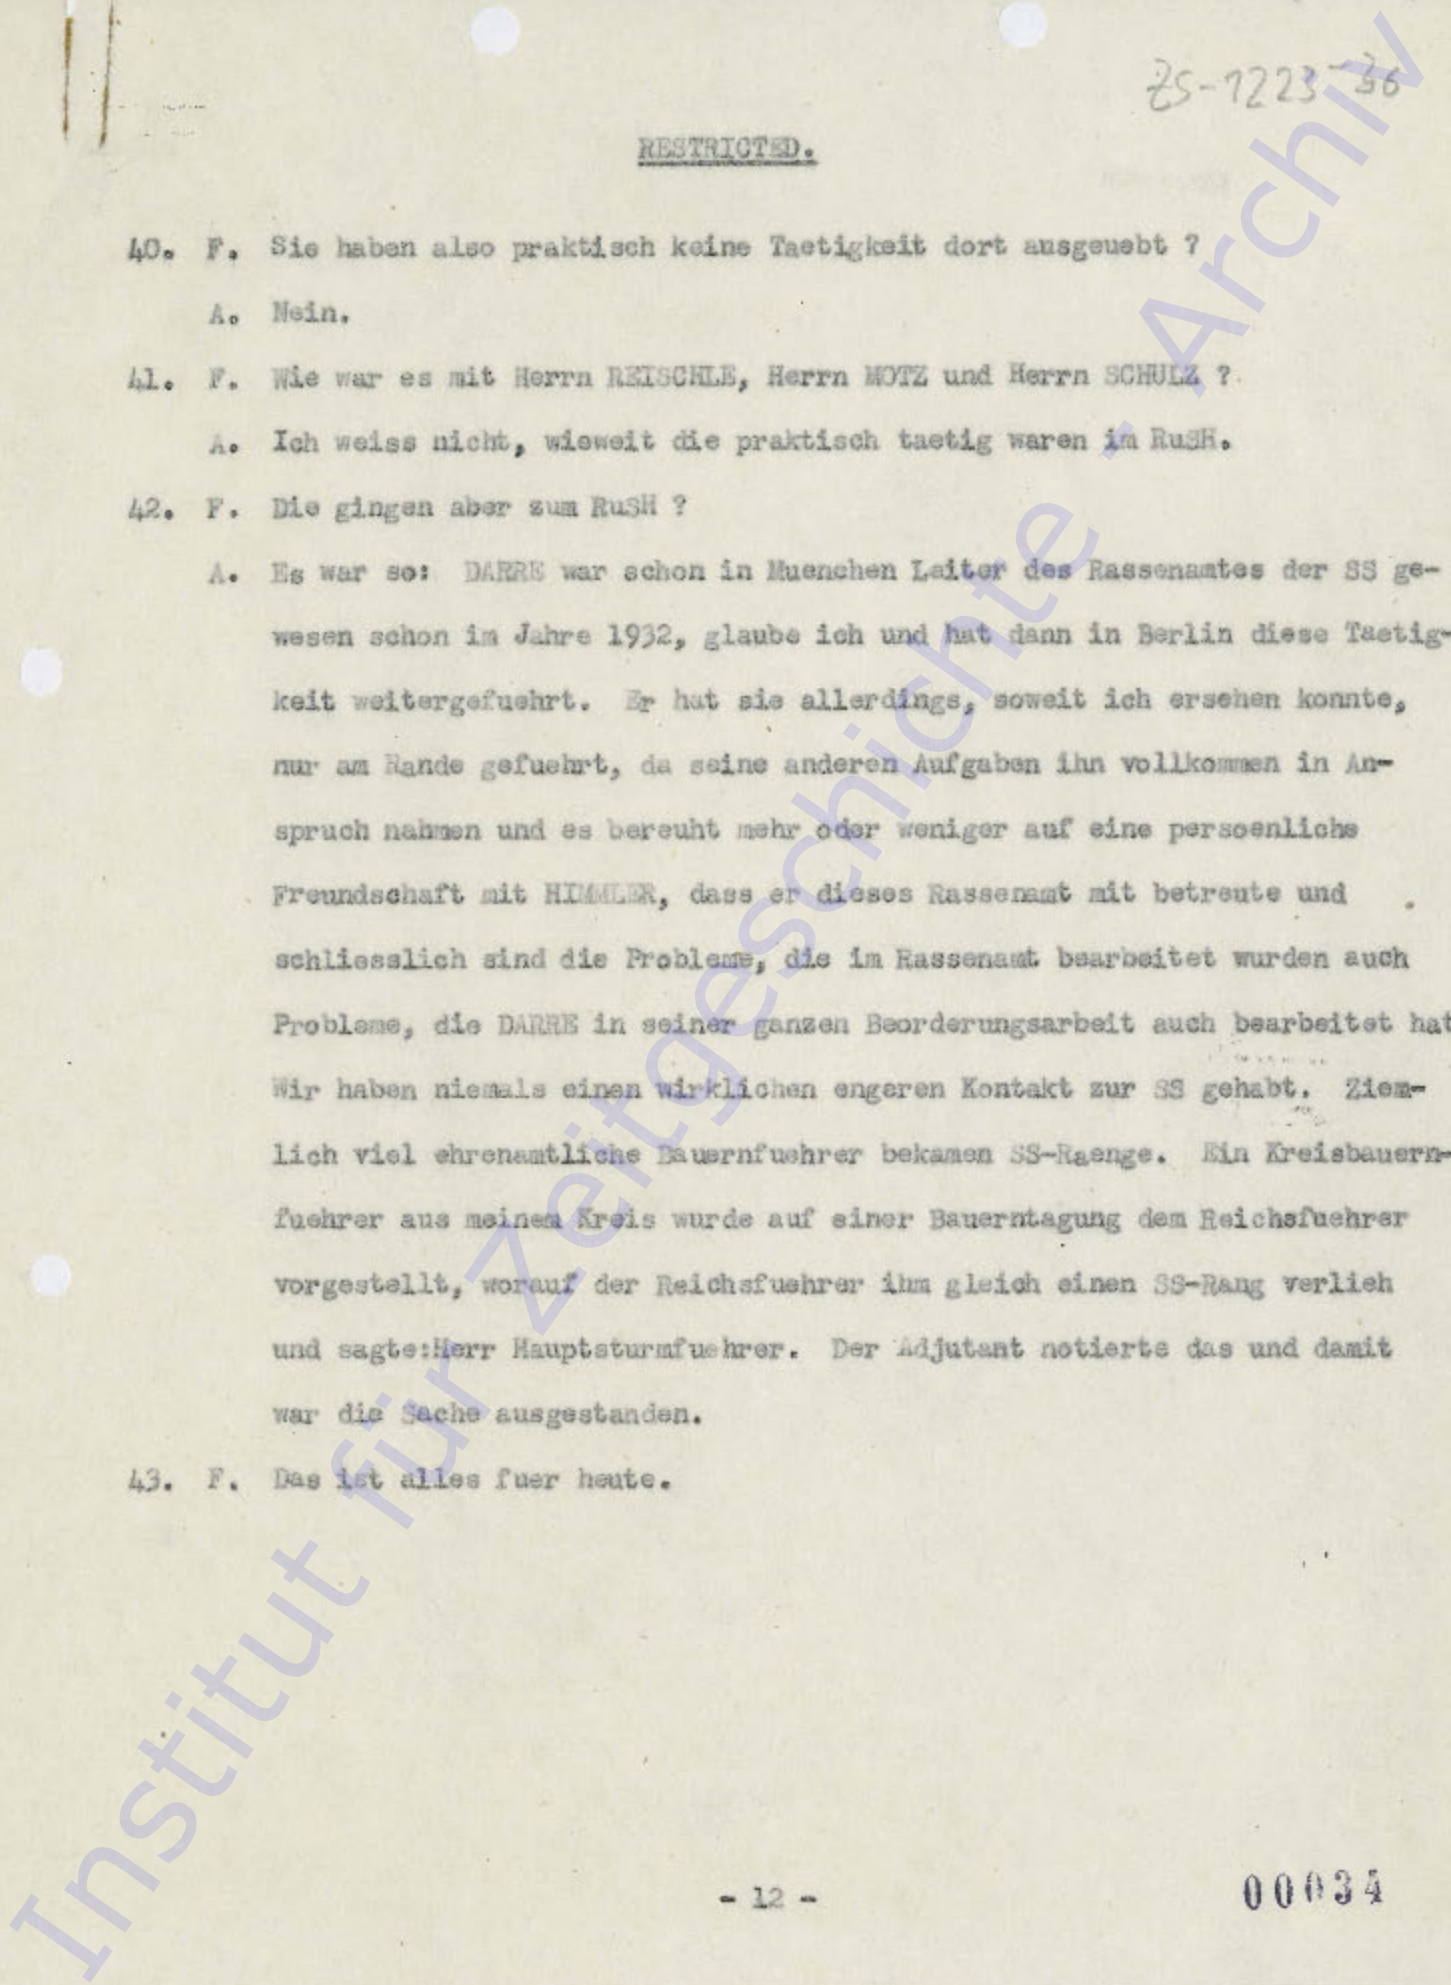 ZS-1223-36
RESTRICTED.
40. F. Sie haben also praktisch keine Taetigkeit dort ausgeuebt ?
A. Nein.
41. F. Wie war es mit Herrn REISCHLE, Herrn MOTZ und Herrn SCHULZ ?
A. Ich weiss nicht, wieweit die praktisch taetig waren im RuSH.
42. F. Die gingen aber zum RuSH ?
A. Es war so: DARRE war schon in Muenchen Leiter des Rassenamtes der SS ge-
wesen schon im Jahre 1932, glaube ich und hat dann in Berlin diese Taetig-
keit weitergefuehrt. Er hat sie allerdings, soweit ich ersehen konnte,
nur am Rande gefuehrt, da seine anderen Aufgaben ihn vollkommen in An-
spruch nahmen und es bereuht mehr oder weniger auf eine persoenliche
Freundschaft mit HIMMLER, dass er dieses Rassenamt mit betreute und
schliesslich sind die Probleme, die im Rassenamt bearbeitet wurden auch
Probleme, die DARRE in seiner ganzen Beorderungsarbeit auch bearbeitet hat
Wir haben niemals einen wirklichen engeren Kontakt zur SS gehabt. Ziem-
lich viel ehrenamtliche Bauernfuehrer bekamen SS-Raenge. Ein Kreisbauern-
fuehrer aus meinem Kreis wurde auf einer Bauerntagung dem Reichsfuehrer
vorgestellt, worauf der Reichsfuehrer ihm gleich einen SS-Rang verlieh
und sagte:Herr Hauptsturmfuehrer. Der Adjutant notierte das und damit
war die Sache ausgestanden.
43. F. Das ist alles fuer heute.
- 12 -
00034
Institut für Zeitgeschichte - Archiv